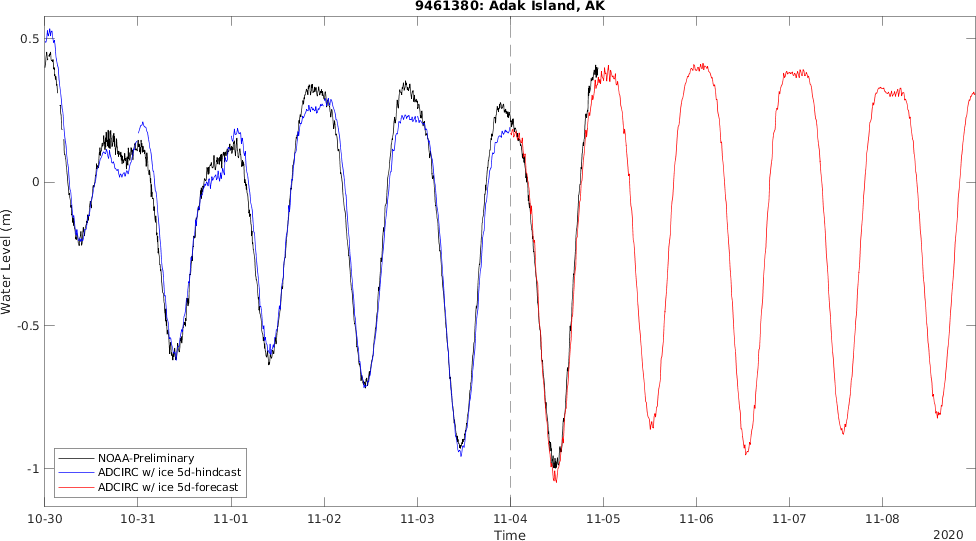 9461380: Adak Island, AK
0.5
0
-0.5
-1
Water Level (m)
NOAA-Preliminary
ADCIRC w/ ice 5d-hindcast
ADCIRC w/ ice 5d-forecast
10-30 10-31 11-01 11-02 11-03 11-04 11-05 11-06 11-07 11-08
Time
2020